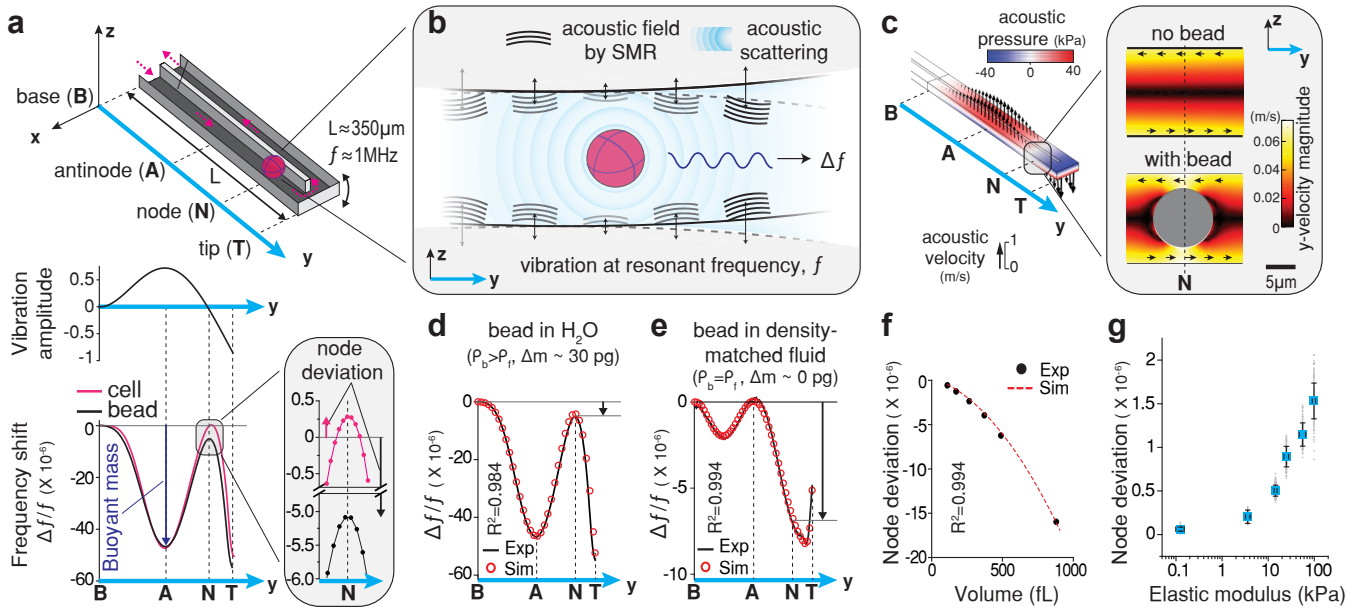 a
z
base (B)
x
L≈350µm
f ≈1MHz
antinode (A)
L
node (N)
tip (T)
y
Vibration
amplitude
0.5
0
-0.5
-1
y
cell
bead
Frequency shift
Δf/f (X 10⁻⁶)
0
-20
-40
-60
Buoyant mass
B
A
N
T
y
node
deviation
0.5
0
-0.5
-5.0
-5.5
-6.0
N
b
acoustic field
by SMR
acoustic
scattering
Δf
z
y
vibration at resonant frequency, f
c
acoustic
pressure (kPa)
-40
40
B
A
N
T
y
acoustic
velocity
(m/s)
1
0
no bead
z
y
(m/s)
with bead
0.06
0.04
0.02
0
y-velocity magnitude
N
5µm
d
bead in H₂O
(ρb>ρf, Δm ~ 30 pg)
Δf/f (X 10⁻⁶)
0
-20
-40
-60
R²=0.984
Exp
Sim
B
A
N
T
y
e
bead in density-
matched fluid
(ρb=ρf, Δm ~ 0 pg)
Δf/f (X 10⁻⁶)
0
-5
-10
R²=0.994
Exp
Sim
B
A
N
T
y
f
Node deviation ( X 10⁻⁶)
0
-5
-10
-15
-20
Exp
Sim
R²=0.994
0
500
1000
Volume (fL)
g
Node deviation ( X 10⁻⁶)
2
1.5
1
0.5
0
0.1
1
10
100
Elastic modulus (kPa)